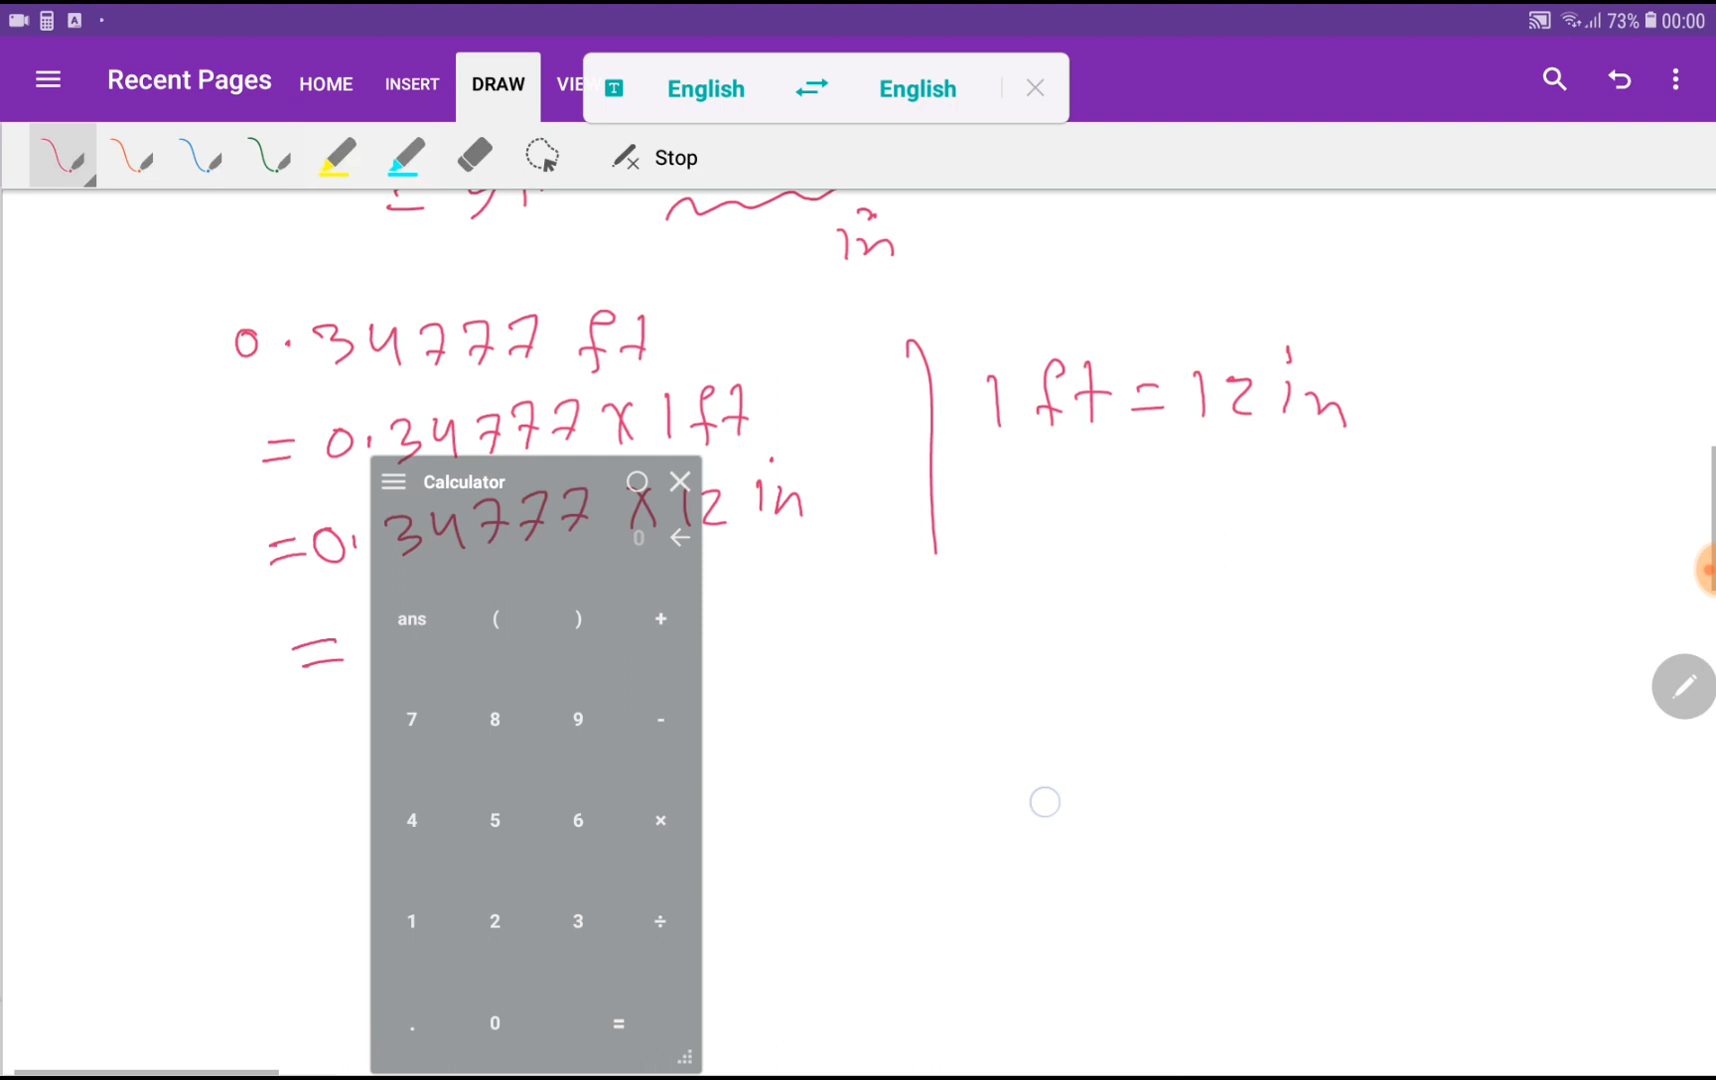 73% 00:00
Recent Pages HOME INSERT DRAW
English English
Stop
in
0.34777 ft
= 0.34777 x 1 ft
= 0.34777 x 12 in
=
1 ft = 12 in
Calculator
0
ans ( ) +
7 8 9 -
4 5 6 ×
1 2 3 ÷
. 0 =